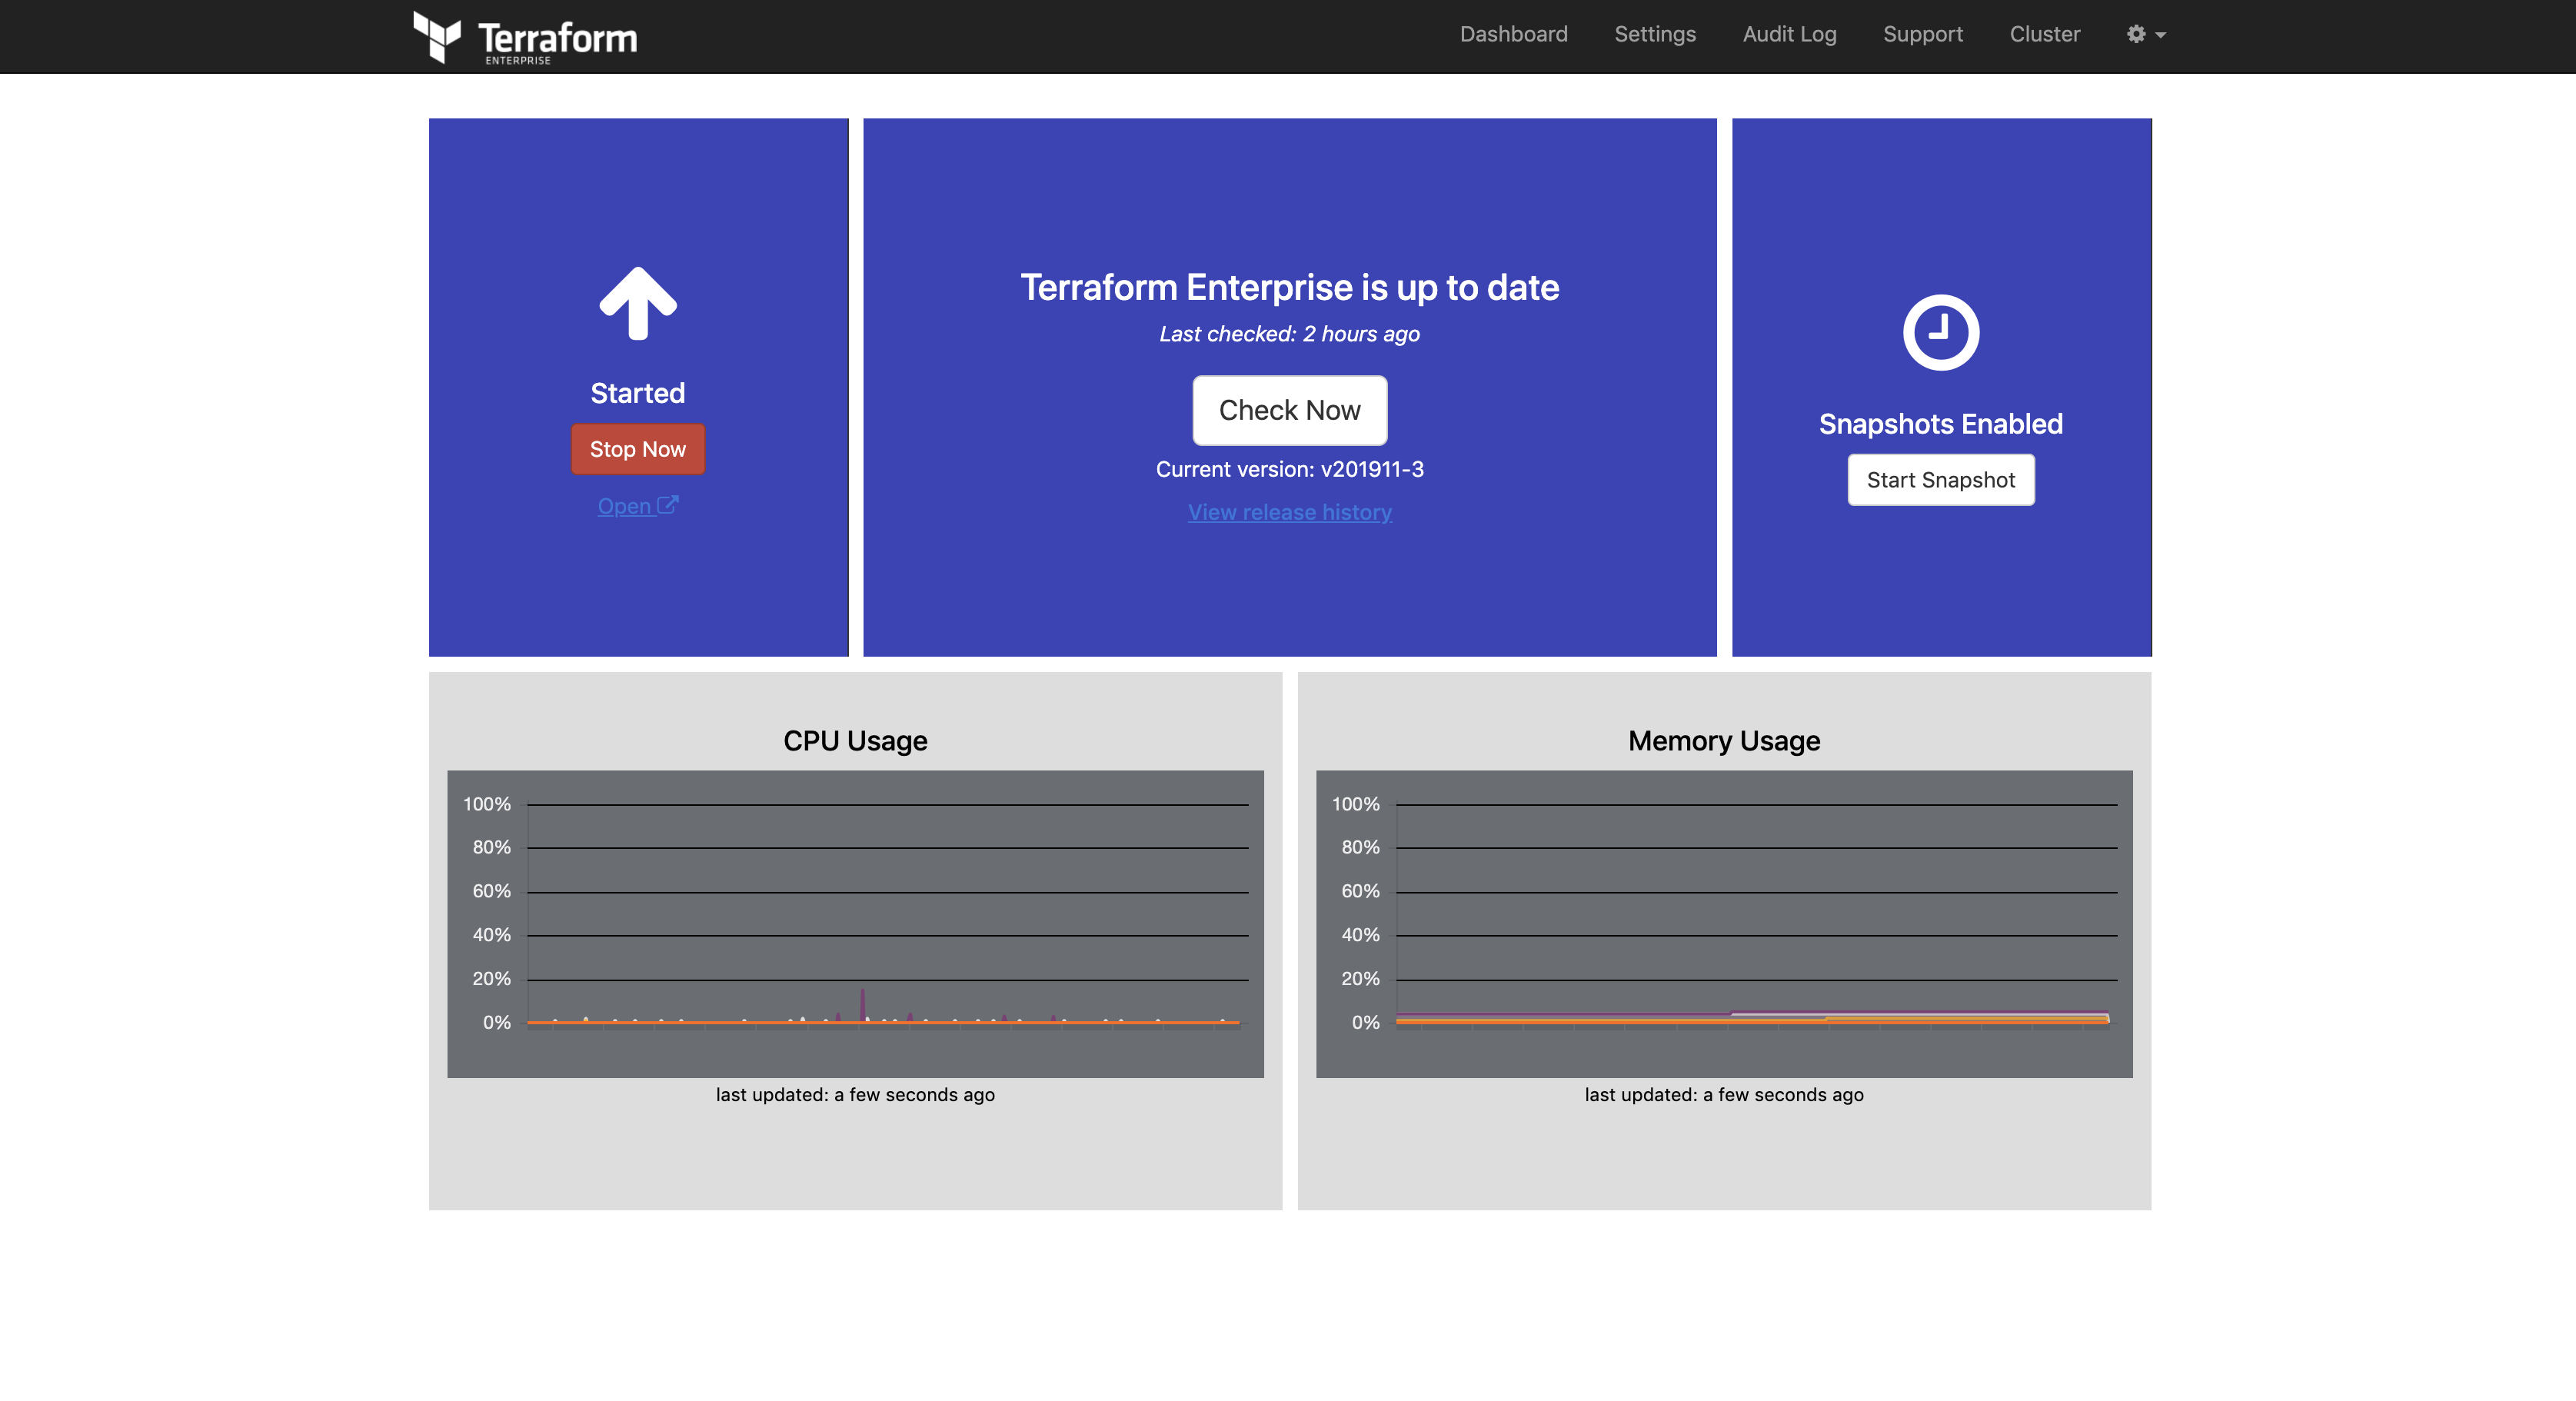 Terraform
ENTERPRISE
Dashboard Settings Audit Log Support Cluster
Started
Stop Now
Open
Terraform Enterprise is up to date
Last checked: 2 hours ago
Check Now
Current version: v201911-3
View release history
Snapshots Enabled
Start Snapshot
CPU Usage
100%
80%
60%
40%
20%
0%
last updated: a few seconds ago
Memory Usage
100%
80%
60%
40%
20%
0%
last updated: a few seconds ago